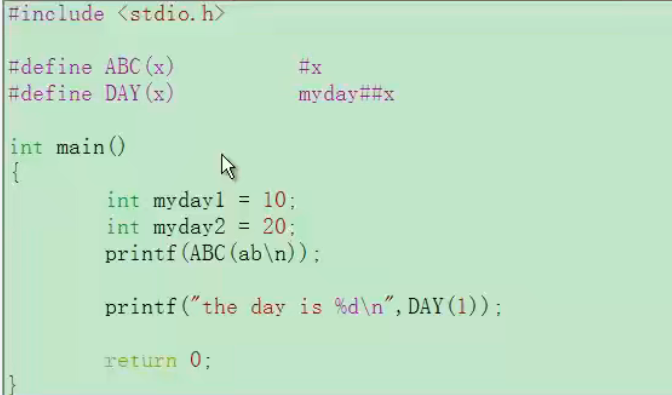 #include <stdio.h>
#define ABC(x) #x
#define DAY(x) myday##x
int main()
{
int myday1 = 10;
int myday2 = 20;
printf(ABC(ab\n));
printf("the day is %d\n",DAY(1));
return 0;
}